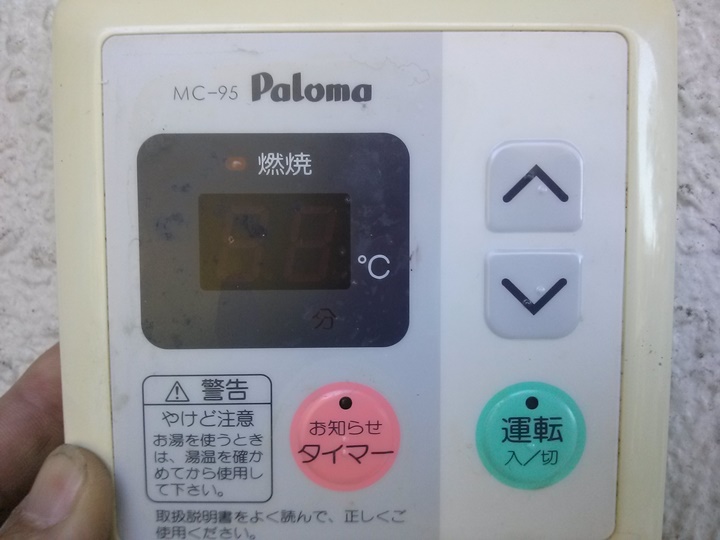 MC-95 Paloma
燃焼
℃
分
警告
やけど注意
お湯を使うとき
は、湯温を確か
めてから使用し
て下さい。
お知らせ
タイマー
運転
入/切
取扱説明書をよく読んで、正しくご
使用ください。